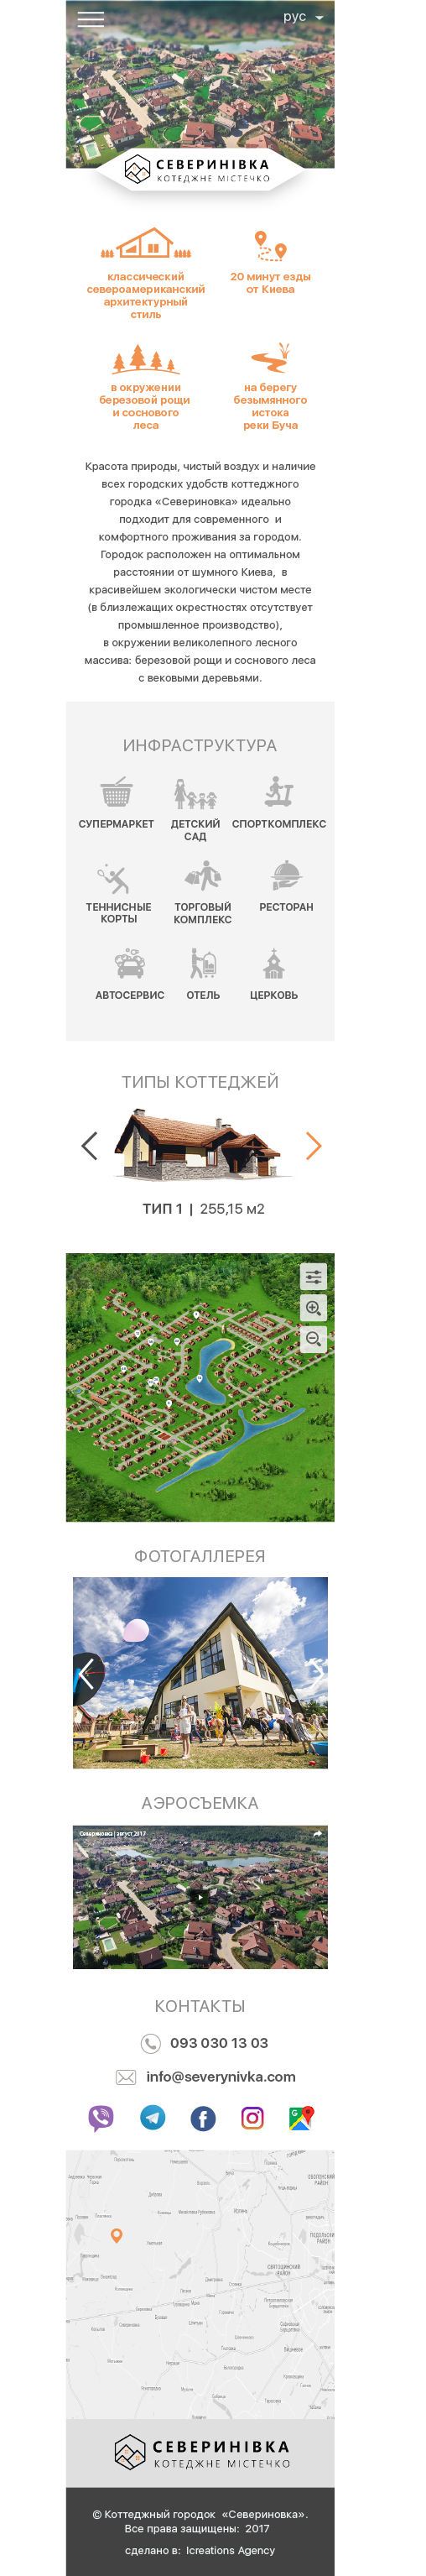 рус
СЕВЕРИНІВКА
КОТЕДЖНЕ МІСТЕЧКО
классический
североамериканский
архитектурный
стиль
20 минут езды
от Киева
в окружении
березовой рощи
и соснового
леса
на берегу
безымянного
истока
реки Буча
Красота природы, чистый воздух и наличие
всех городских удобств коттеджного
городка «Севериновка» идеально
подходит для современного и
комфортного проживания за городом.
Городок расположен на оптимальном
расстоянии от шумного Киева, в
красивейшем экологически чистом месте
(в близлежащих окрестностях отсутствует
промышленное производство),
в окружении великолепного лесного
массива: березовой рощи и соснового леса
с вековыми деревьями.
ИНФРАСТРУКТУРА
СУПЕРМАРКЕТ
ДЕТСКИЙ
САД
СПОРТКОМПЛЕКС
ТЕННИСНЫЕ
КОРТЫ
ТОРГОВЫЙ
КОМПЛЕКС
РЕСТОРАН
АВТОСЕРВИС
ОТЕЛЬ
ЦЕРКОВЬ
ТИПЫ КОТТЕДЖЕЙ
ТИП 1 | 255,15 м2
ФОТОГАЛЛЕРЕЯ
АЭРОСЪЕМКА
Севериновка | август 2017
КОНТАКТЫ
093 030 13 03
info@severynivka.com
СЕВЕРИНІВКА
КОТЕДЖНЕ МІСТЕЧКО
© Коттеджный городок «Севериновка».
Все права защищены: 2017
сделано в: Icreations Agency